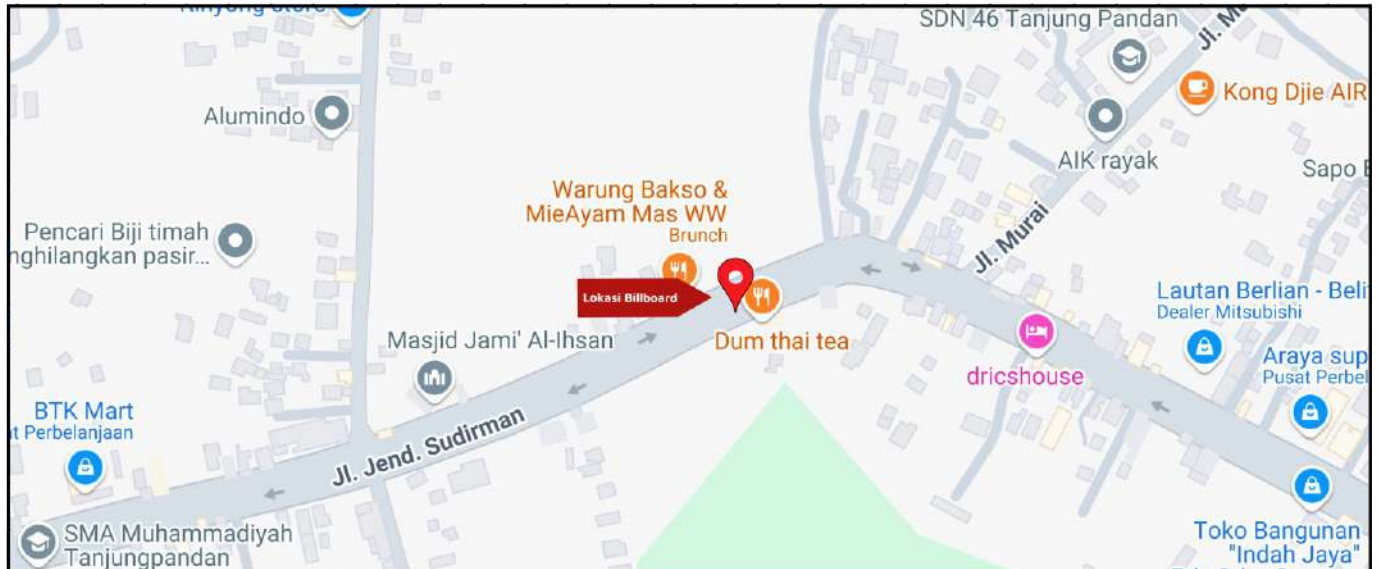 SDN 46 Tanjung Pandan
Kong Djie AIR
Alumindo
AIK rayak
Sapo
Warung Bakso &
MieAyam Mas WW
Brunch
Pencari Biji timah
nghilangkan pasir...
Jl. Murai
Lokasi Billboard
Lautan Berlian - Beli
Dealer Mitsubishi
Masjid Jami' Al-Ihsan
Dum thai tea
dricshouse
Araya sup
Pusat Perbel
BTK Mart
t Perbelanjaan
Jl. Jend. Sudirman
SMA Muhammadiyah
Tanjungpandan
Toko Bangunan
"Indah Jaya"